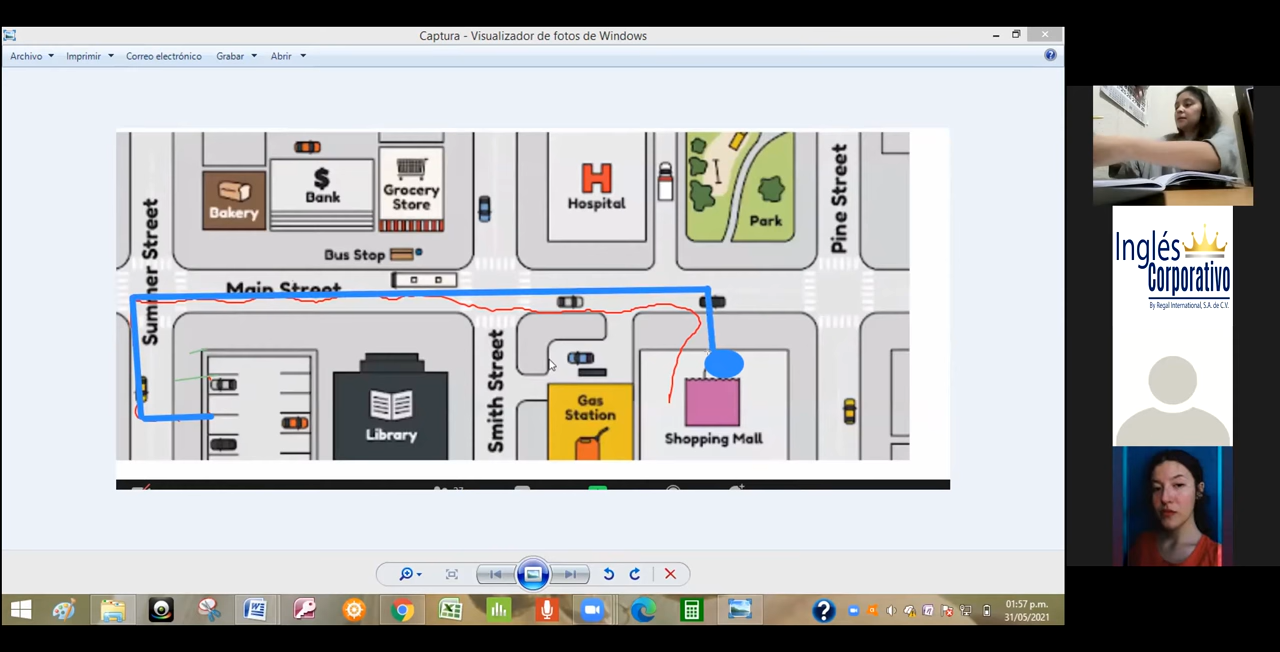 Captura - Visualizador de fotos de Windows
Archivo Imprimir Correo electrónico Grabar Abrir
Bakery
$
Bank
Grocery
Store
H
Hospital
Park
Pine Street
Summer Street
Bus Stop
Main Street
Smith Street
Library
Gas
Station
Shopping Mall
Inglés
Corporativo
By Regal International, S.A. de C.V.
01:57 p.m.
31/05/2021